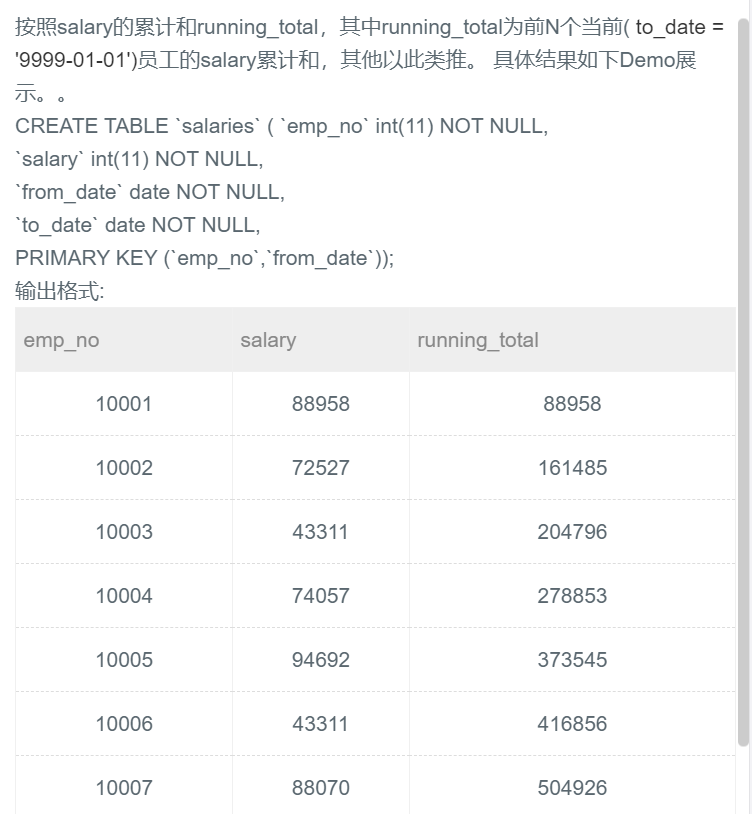 按照salary的累计和running_total，其中running_total为前N个当前( to_date =
'9999-01-01')员工的salary累计和，其他以此类推。 具体结果如下Demo展
示。。
CREATE TABLE `salaries` ( `emp_no` int(11) NOT NULL,
`salary` int(11) NOT NULL,
`from_date` date NOT NULL,
`to_date` date NOT NULL,
PRIMARY KEY (`emp_no`,`from_date`));
输出格式:
emp_no salary running_total
10001 88958 88958
10002 72527 161485
10003 43311 204796
10004 74057 278853
10005 94692 373545
10006 43311 416856
10007 88070 504926